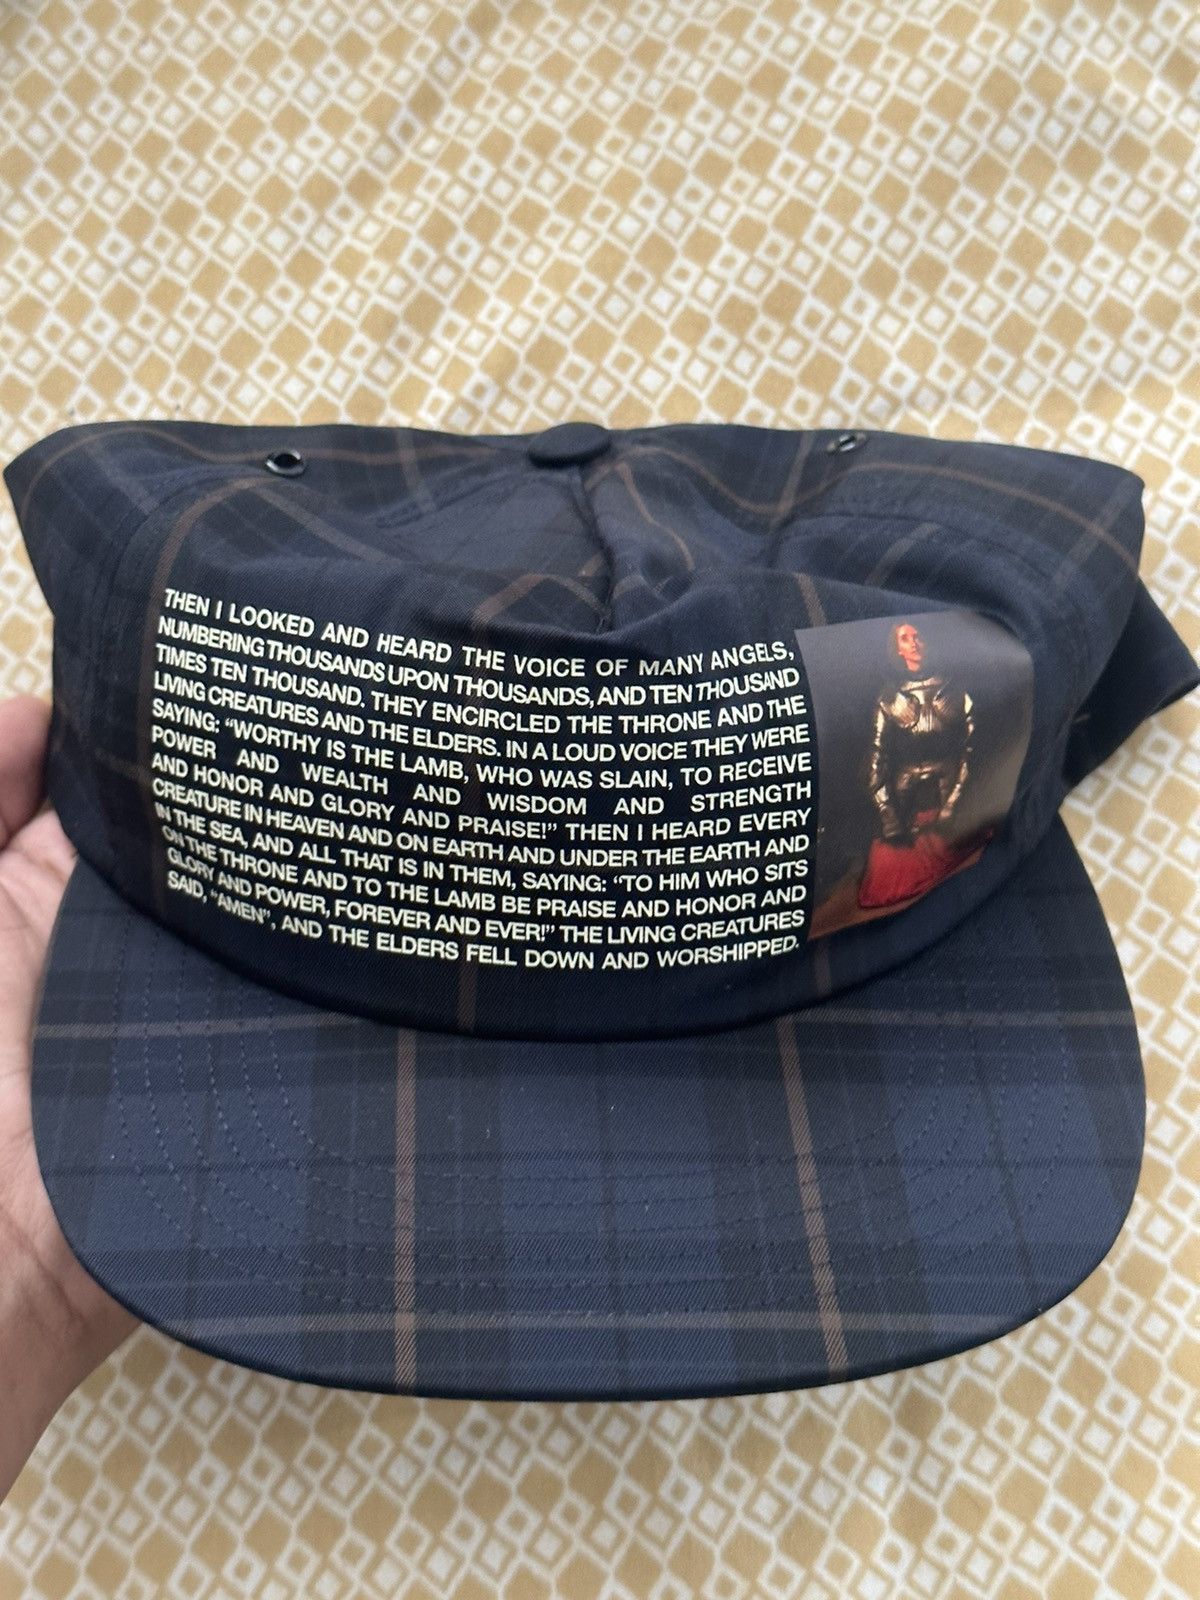 THEN I LOOKED AND HEARD THE VOICE OF MANY ANGELS,
NUMBERING THOUSANDS UPON THOUSANDS, AND TEN THOUSAND
TIMES TEN THOUSAND. THEY ENCIRCLED THE THRONE AND THE
LIVING CREATURES AND THE ELDERS. IN A LOUD VOICE THEY WERE
SAYING: “WORTHY IS THE LAMB, WHO WAS SLAIN, TO RECEIVE
POWER AND WEALTH AND WISDOM AND STRENGTH
AND HONOR AND GLORY AND PRAISE!” THEN I HEARD EVERY
CREATURE IN HEAVEN AND ON EARTH AND UNDER THE EARTH AND
IN THE SEA, AND ALL THAT IS IN THEM, SAYING: “TO HIM WHO SITS
ON THE THRONE AND TO THE LAMB BE PRAISE AND HONOR AND
GLORY AND POWER, FOREVER AND EVER!” THE LIVING CREATURES
SAID, “AMEN”, AND THE ELDERS FELL DOWN AND WORSHIPPED.